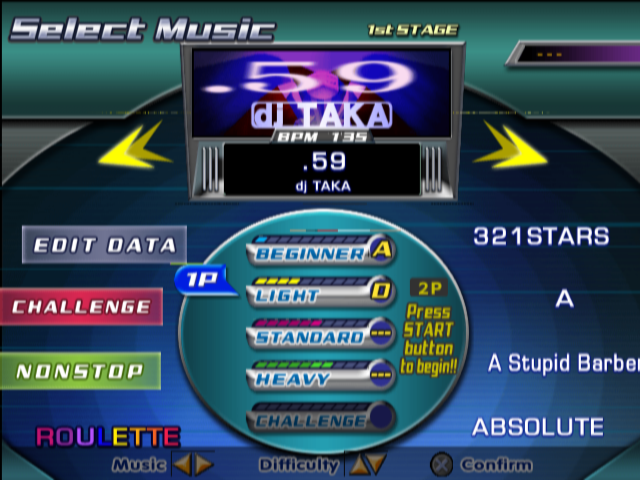 Select Music
1st STAGE
---
.59
dj TAKA
BPM 135
.59
dj TAKA
EDIT DATA
CHALLENGE
NONSTOP
ROULETTE
1P
BEGINNER A
LIGHT D
STANDARD ---
HEAVY ---
CHALLENGE
2P
Press
START
button
to begin!!
321STARS
A
A Stupid Barber
ABSOLUTE
Music
Difficulty
Confirm